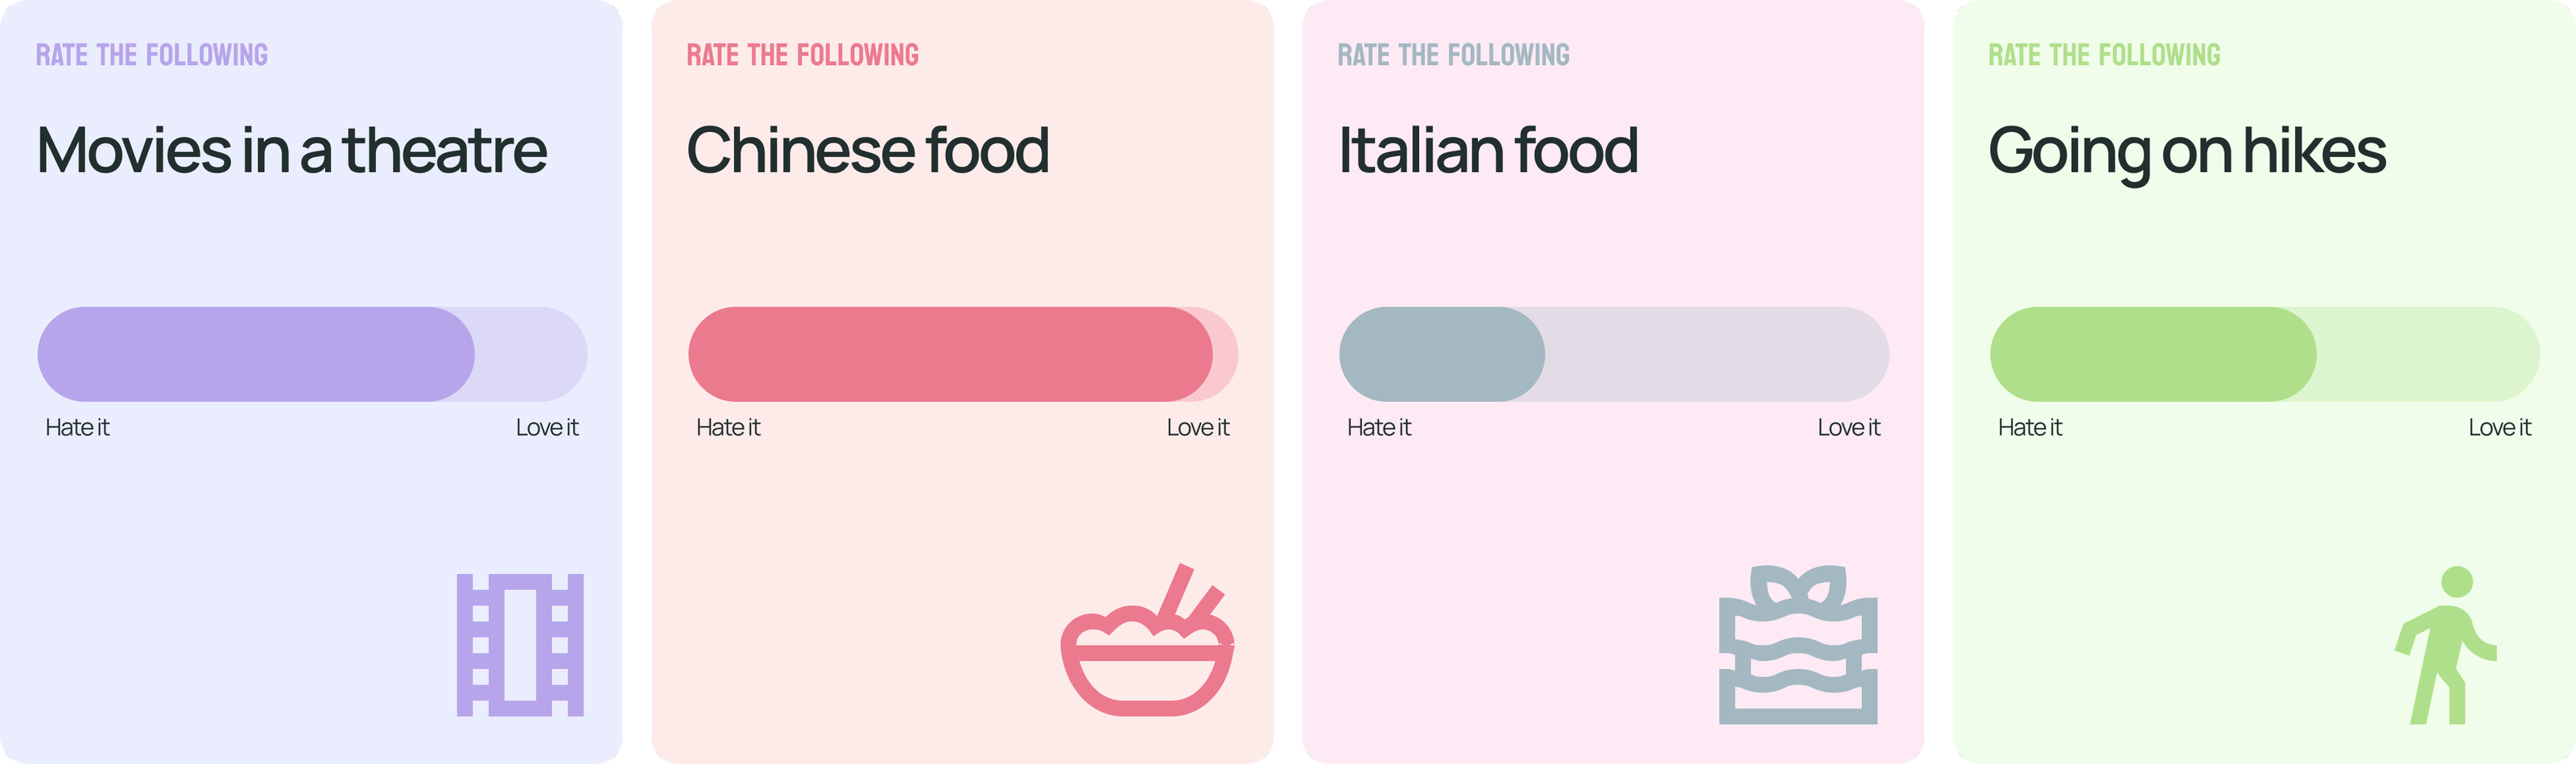 RATE THE FOLLOWING
Movies in a theatre
Hate it
Love it
RATE THE FOLLOWING
Chinese food
Hate it
Love it
RATE THE FOLLOWING
Italian food
Hate it
Love it
RATE THE FOLLOWING
Going on hikes
Hate it
Love it